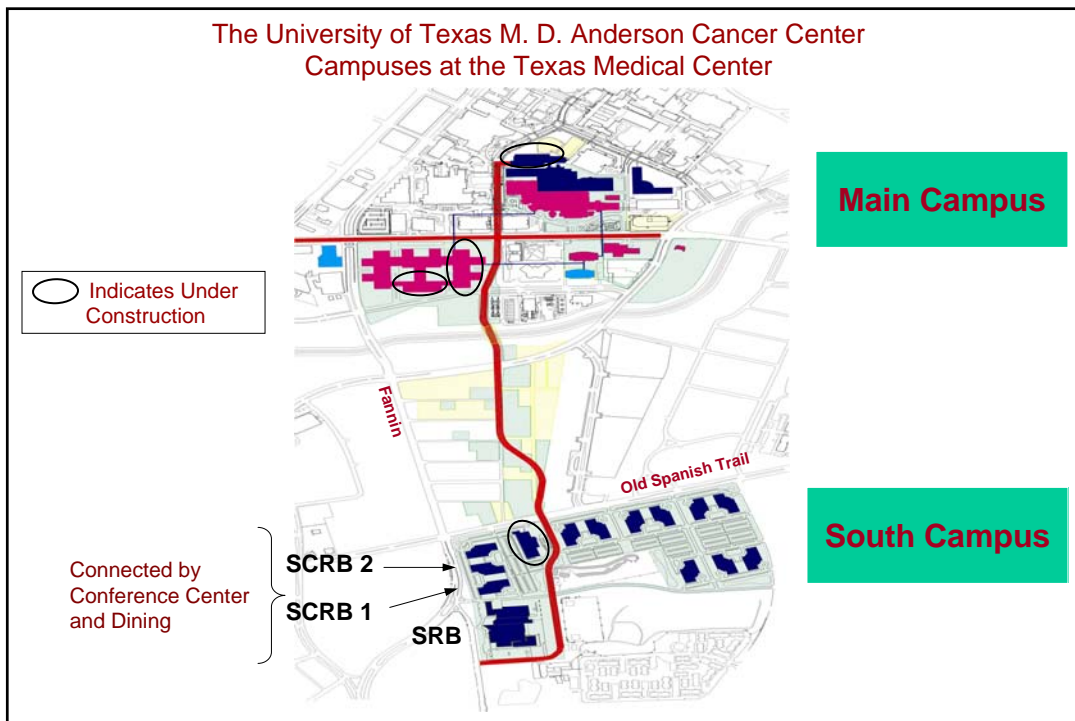 The University of Texas M. D. Anderson Cancer Center
Campuses at the Texas Medical Center
Main Campus
Indicates Under
Construction
Fannin
Old Spanish Trail
South Campus
Connected by
Conference Center
and Dining
SCRB 2
SCRB 1
SRB